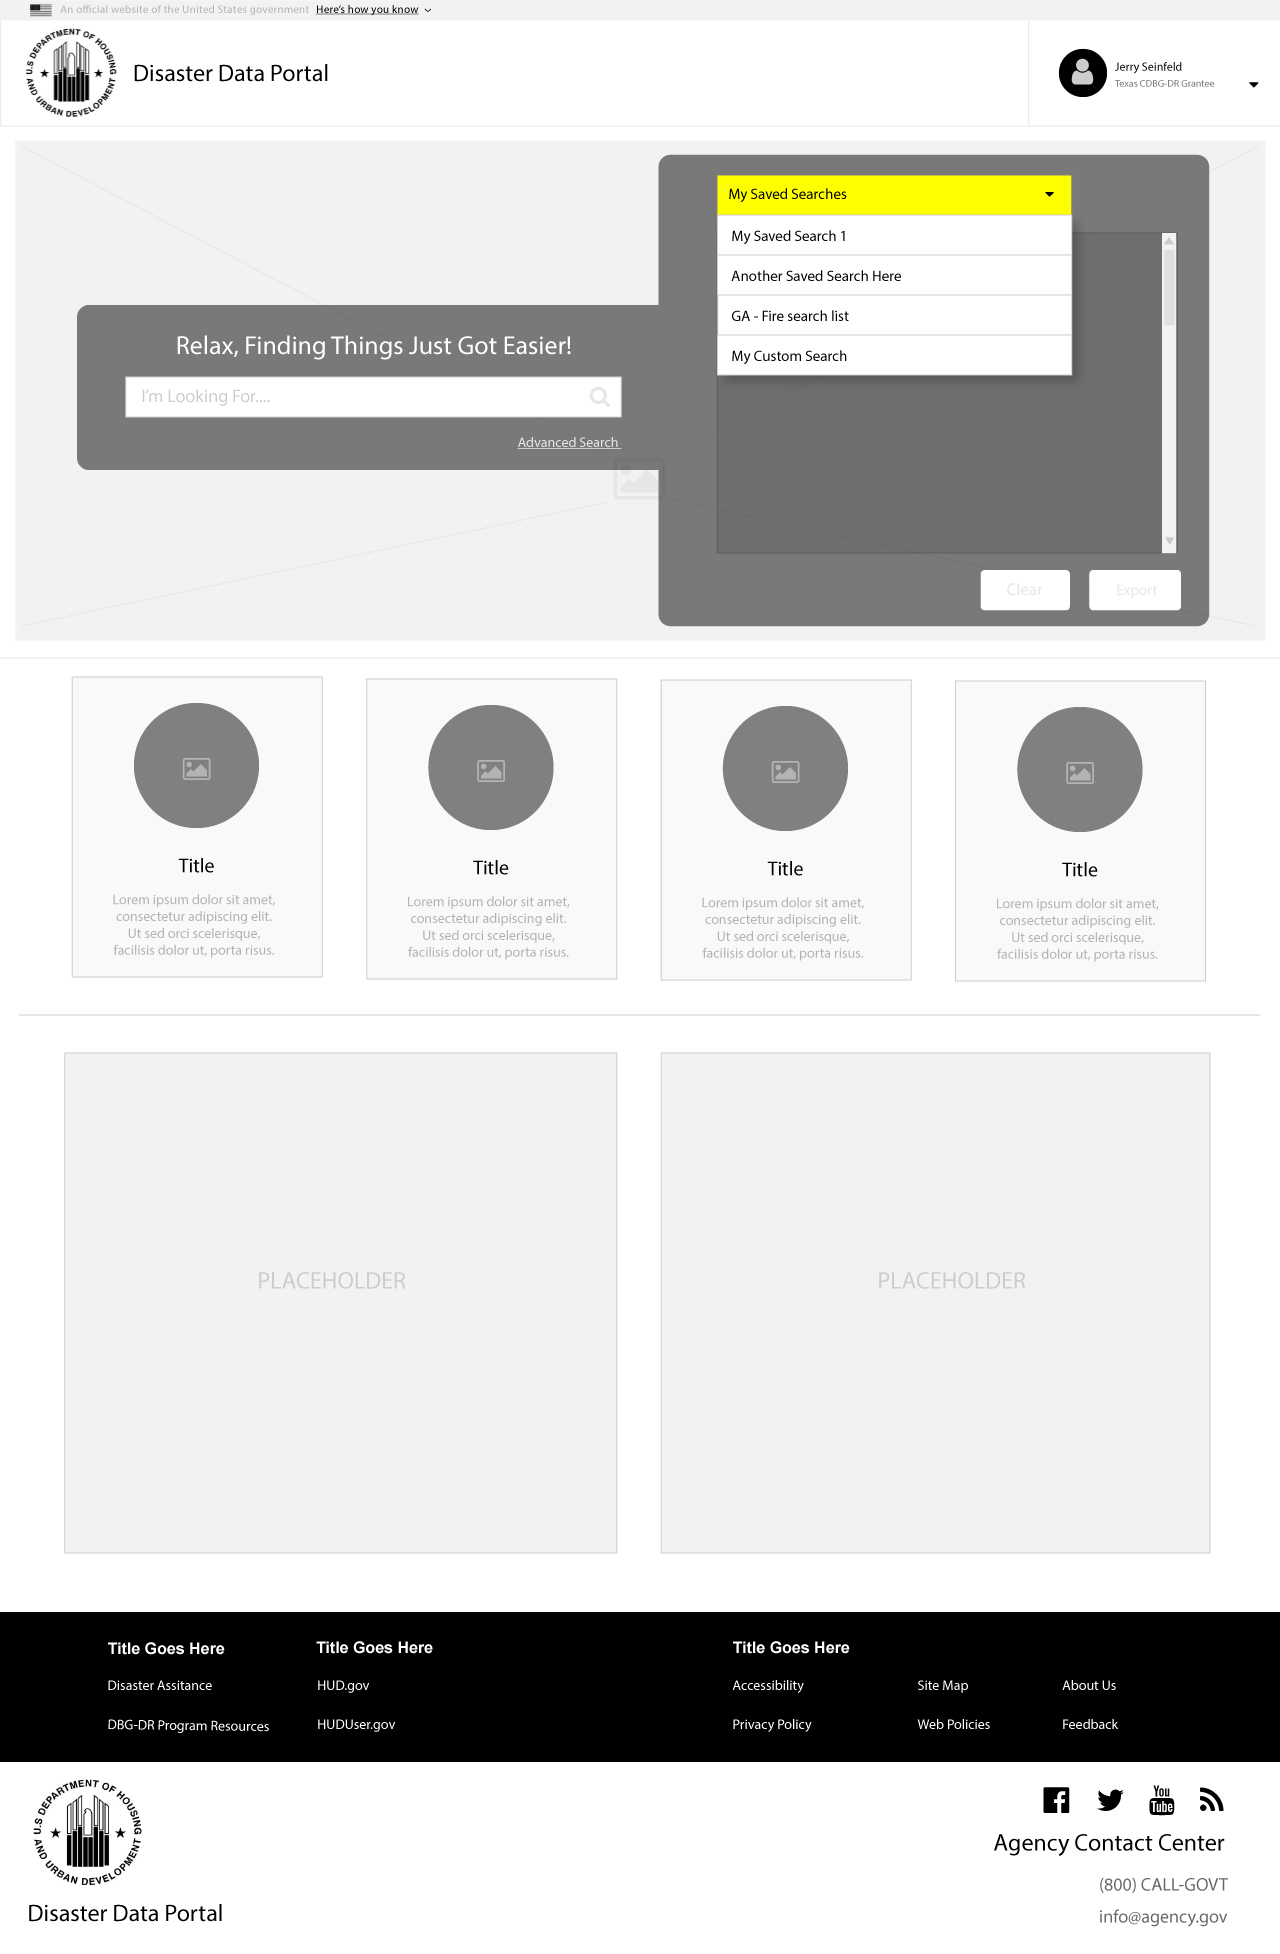 An official website of the United States government Here's how you know
U.S DEPARTMENT OF HOUSING
AND URBAN DEVELOPMENT
Disaster Data Portal
Jerry Seinfeld
Texas CDBG-DR Grantee
My Saved Searches
My Saved Search 1
Another Saved Search Here
GA - Fire search list
My Custom Search
Relax, Finding Things Just Got Easier!
I'm Looking For....
Advanced Search
Clear
Export
Title
Lorem ipsum dolor sit amet,
consectetur adipiscing elit.
Ut sed orci scelerisque,
facilisis dolor ut, porta risus.
Title
Lorem ipsum dolor sit amet,
consectetur adipiscing elit.
Ut sed orci scelerisque,
facilisis dolor ut, porta risus.
Title
Lorem ipsum dolor sit amet,
consectetur adipiscing elit.
Ut sed orci scelerisque,
facilisis dolor ut, porta risus.
Title
Lorem ipsum dolor sit amet,
consectetur adipiscing elit.
Ut sed orci scelerisque,
facilisis dolor ut, porta risus.
PLACEHOLDER
PLACEHOLDER
Title Goes Here
Disaster Assitance
DBG-DR Program Resources
Title Goes Here
HUD.gov
HUDUser.gov
Title Goes Here
Accessibility
Site Map
About Us
Privacy Policy
Web Policies
Feedback
U.S DEPARTMENT OF HOUSING
AND URBAN DEVELOPMENT
Disaster Data Portal
You
Tube
Agency Contact Center
(800) CALL-GOVT
info@agency.gov